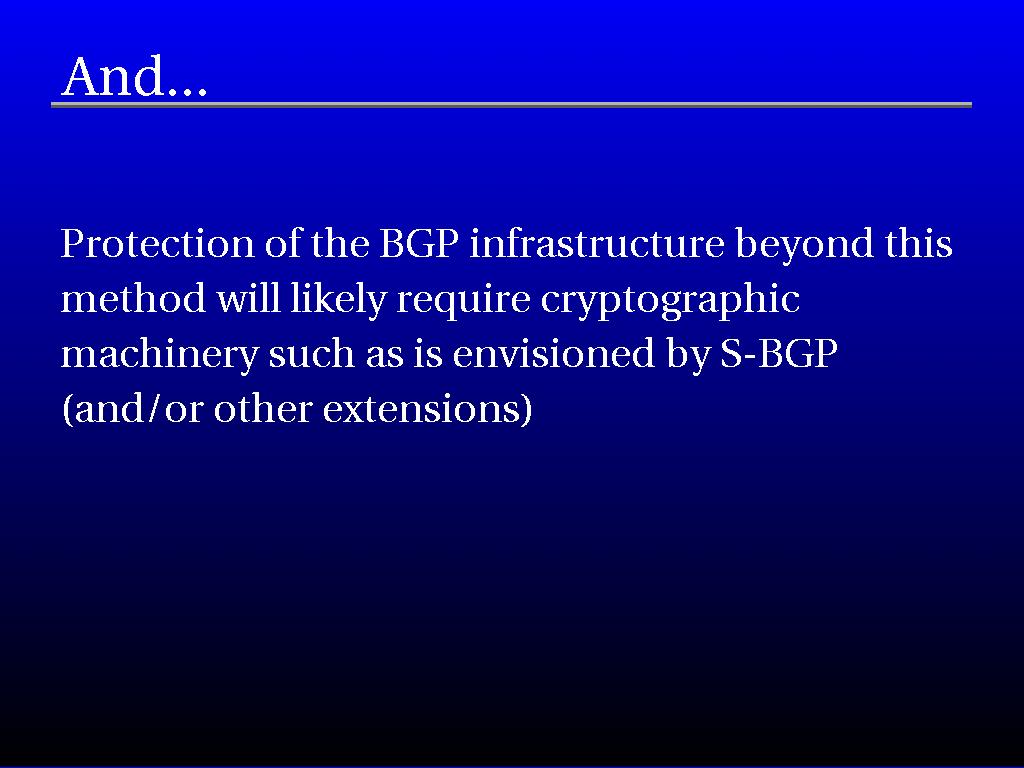 And...
Protection of the BGP infrastructure beyond this
method will likely require cryptographic
machinery such as is envisioned by S-BGP
(and/or other extensions)